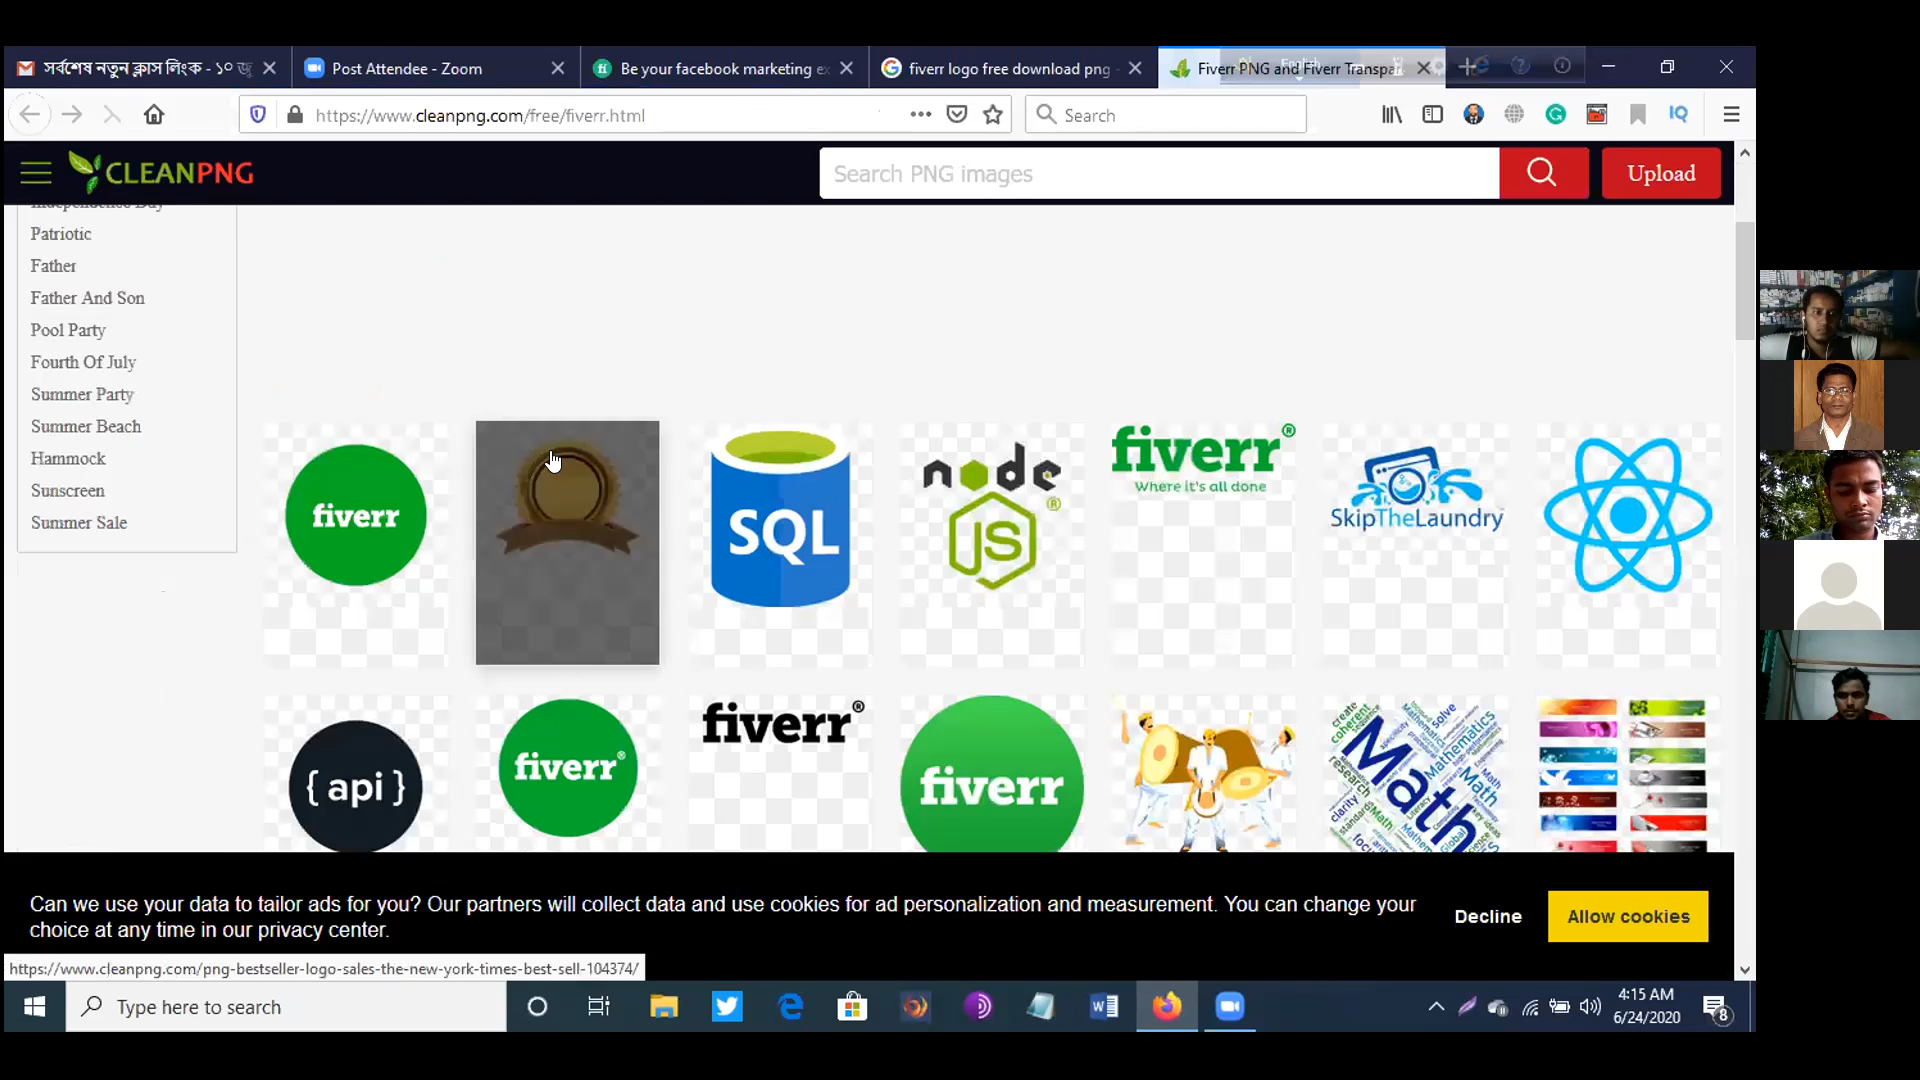 সর্বশেষ নতুন ক্লাস লিংক - ১০ জু
Post Attendee - Zoom
Be your facebook marketing ex
fiverr logo free download png -
Fiverr PNG and Fiverr Transpa
https://www.cleanpng.com/free/fiverr.html
Search
CLEANPNG
Search PNG images
Upload
Independence Day
Patriotic
Father
Father And Son
Pool Party
Fourth Of July
Summer Party
Summer Beach
Hammock
Sunscreen
Summer Sale
fiverr
SQL
node
JS
fiverr®
Where it's all done
SkipTheLaundry
{ api }
fiverr®
fiverr®
fiverr
Math
Mathematics
Can we use your data to tailor ads for you? Our partners will collect data and use cookies for ad personalization and measurement. You can change your
choice at any time in our privacy center.
Decline
Allow cookies
https://www.cleanpng.com/png-bestseller-logo-sales-the-new-york-times-best-sell-104374/
Type here to search
4:15 AM
6/24/2020
8